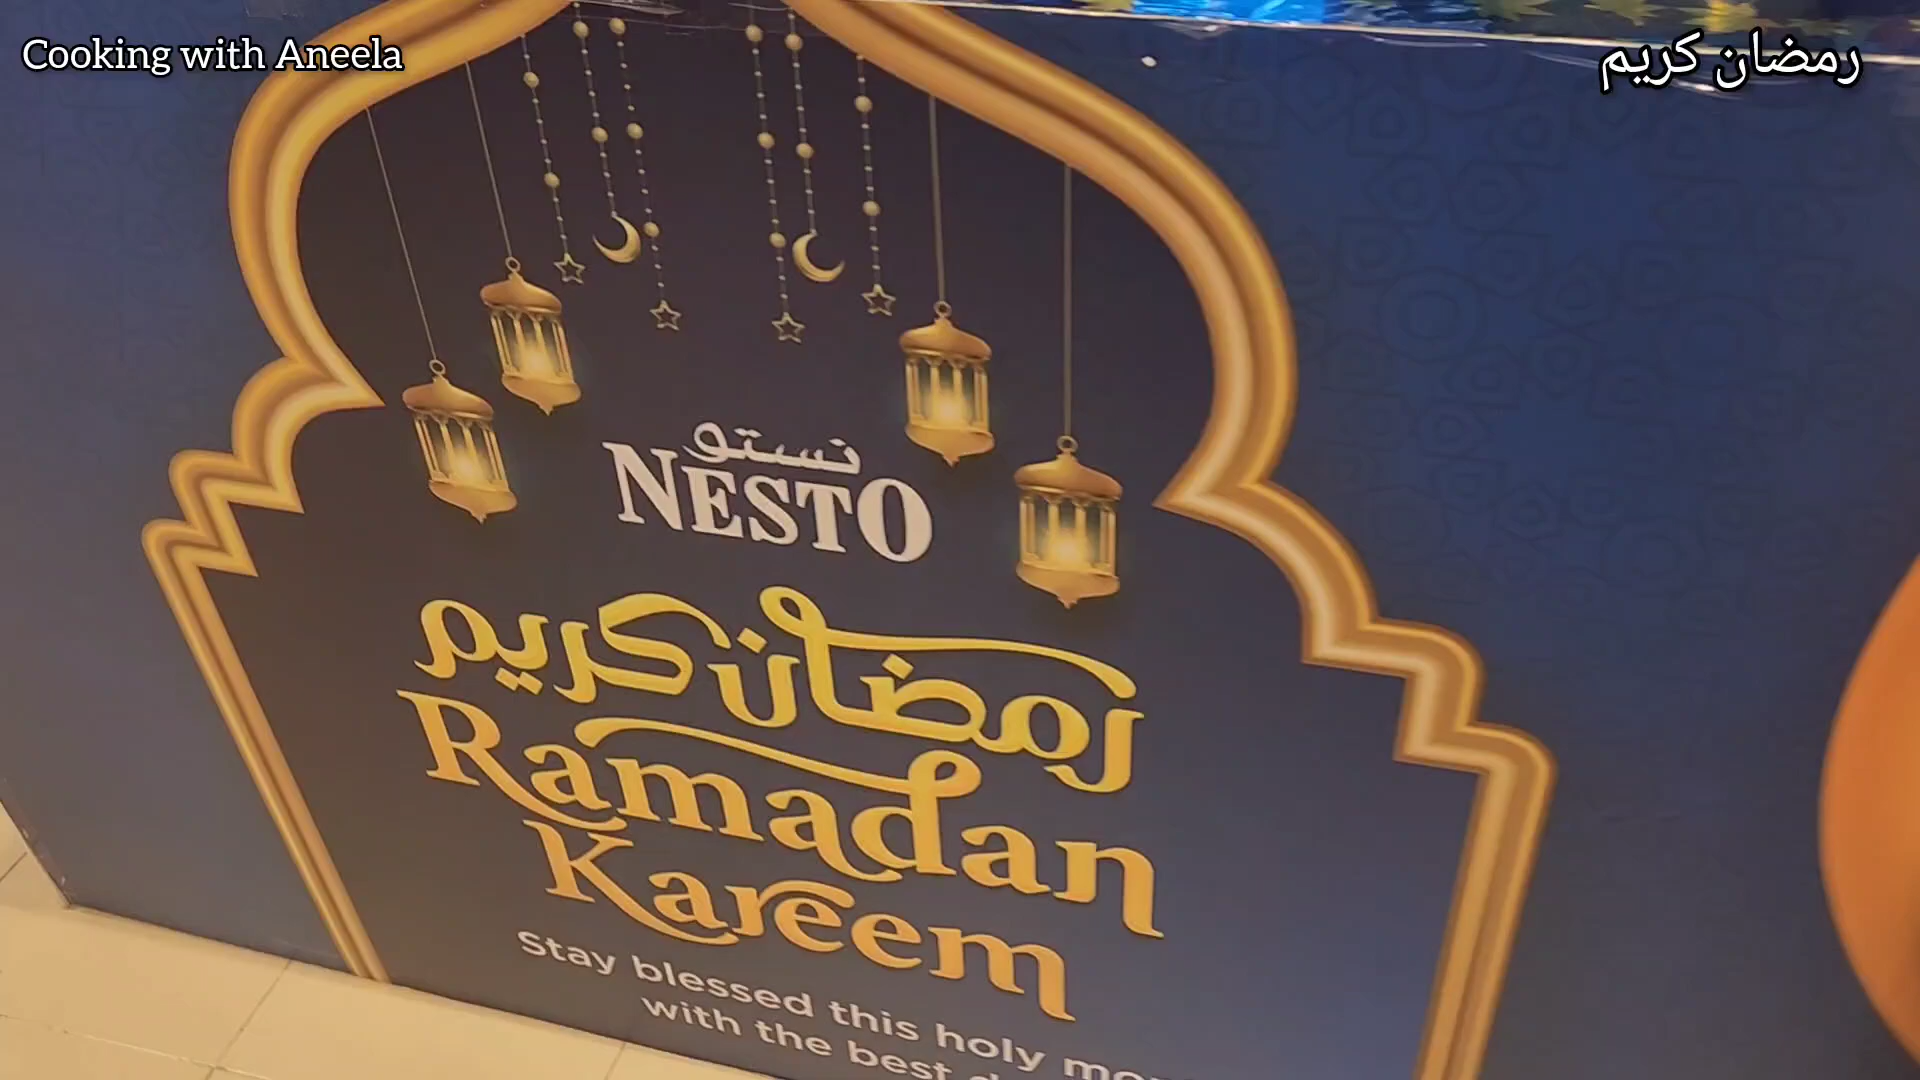 Cooking with Aneela
رمضان كريم
نستو
NESTO
رمضان كريم
Ramadan
Kareem
Stay blessed this holy
with the best